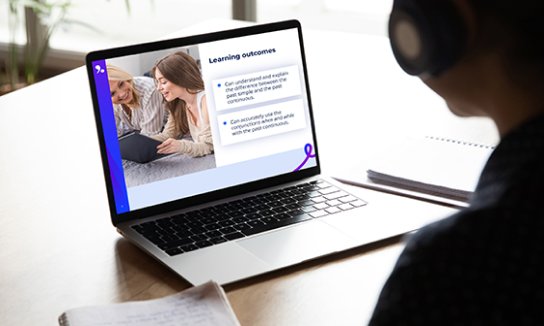 Learning outcomes
Can understand and explain
the difference between the
past simple and the past
continuous.
Can accurately use the
conjunctions when and while
with the past continuous.